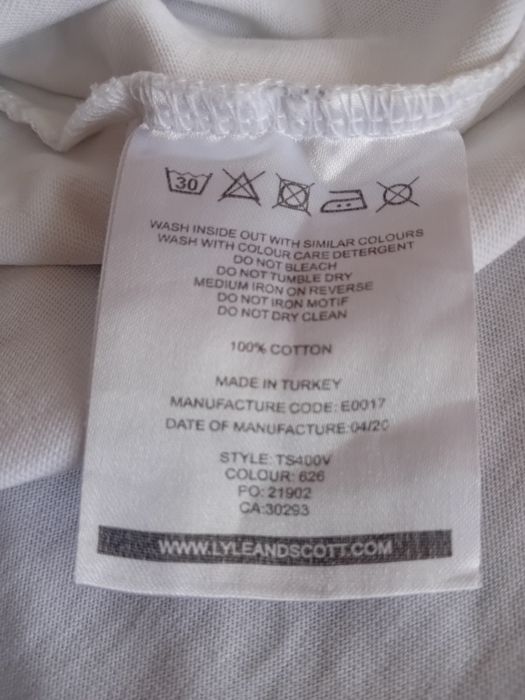 30
WASH INSIDE OUT WITH SIMILAR COLOURS
WASH WITH COLOUR CARE DETERGENT
DO NOT BLEACH
DO NOT TUMBLE DRY
MEDIUM IRON ON REVERSE
DO NOT IRON MOTIF
DO NOT DRY CLEAN
100% COTTON
MADE IN TURKEY
MANUFACTURE CODE: E0017
DATE OF MANUFACTURE:04/20
STYLE: TS400V
COLOUR: 626
PO: 21902
CA:30293
WWW.LYLEANDSCOTT.COM